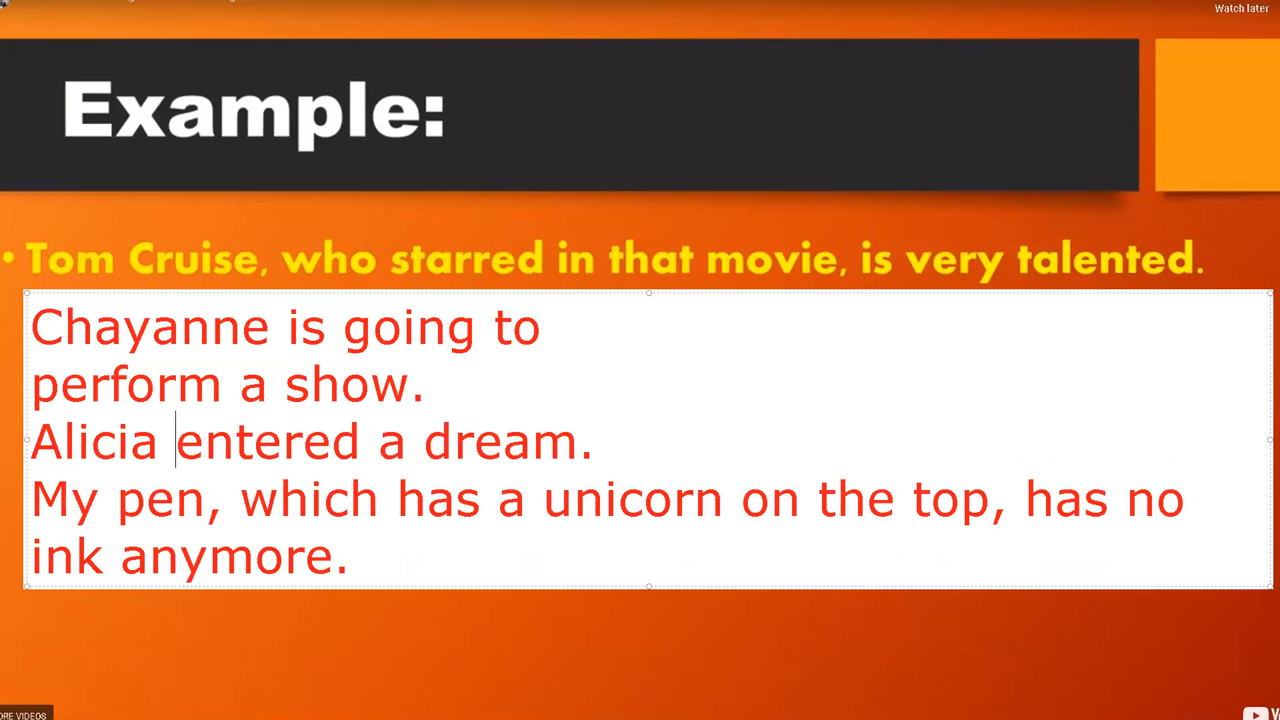 Watch later
Example:
• Tom Cruise, who starred in that movie, is very talented.
Chayanne is going to
perform a show.
Alicia entered a dream.
My pen, which has a unicorn on the top, has no
ink anymore.
VIDEOS